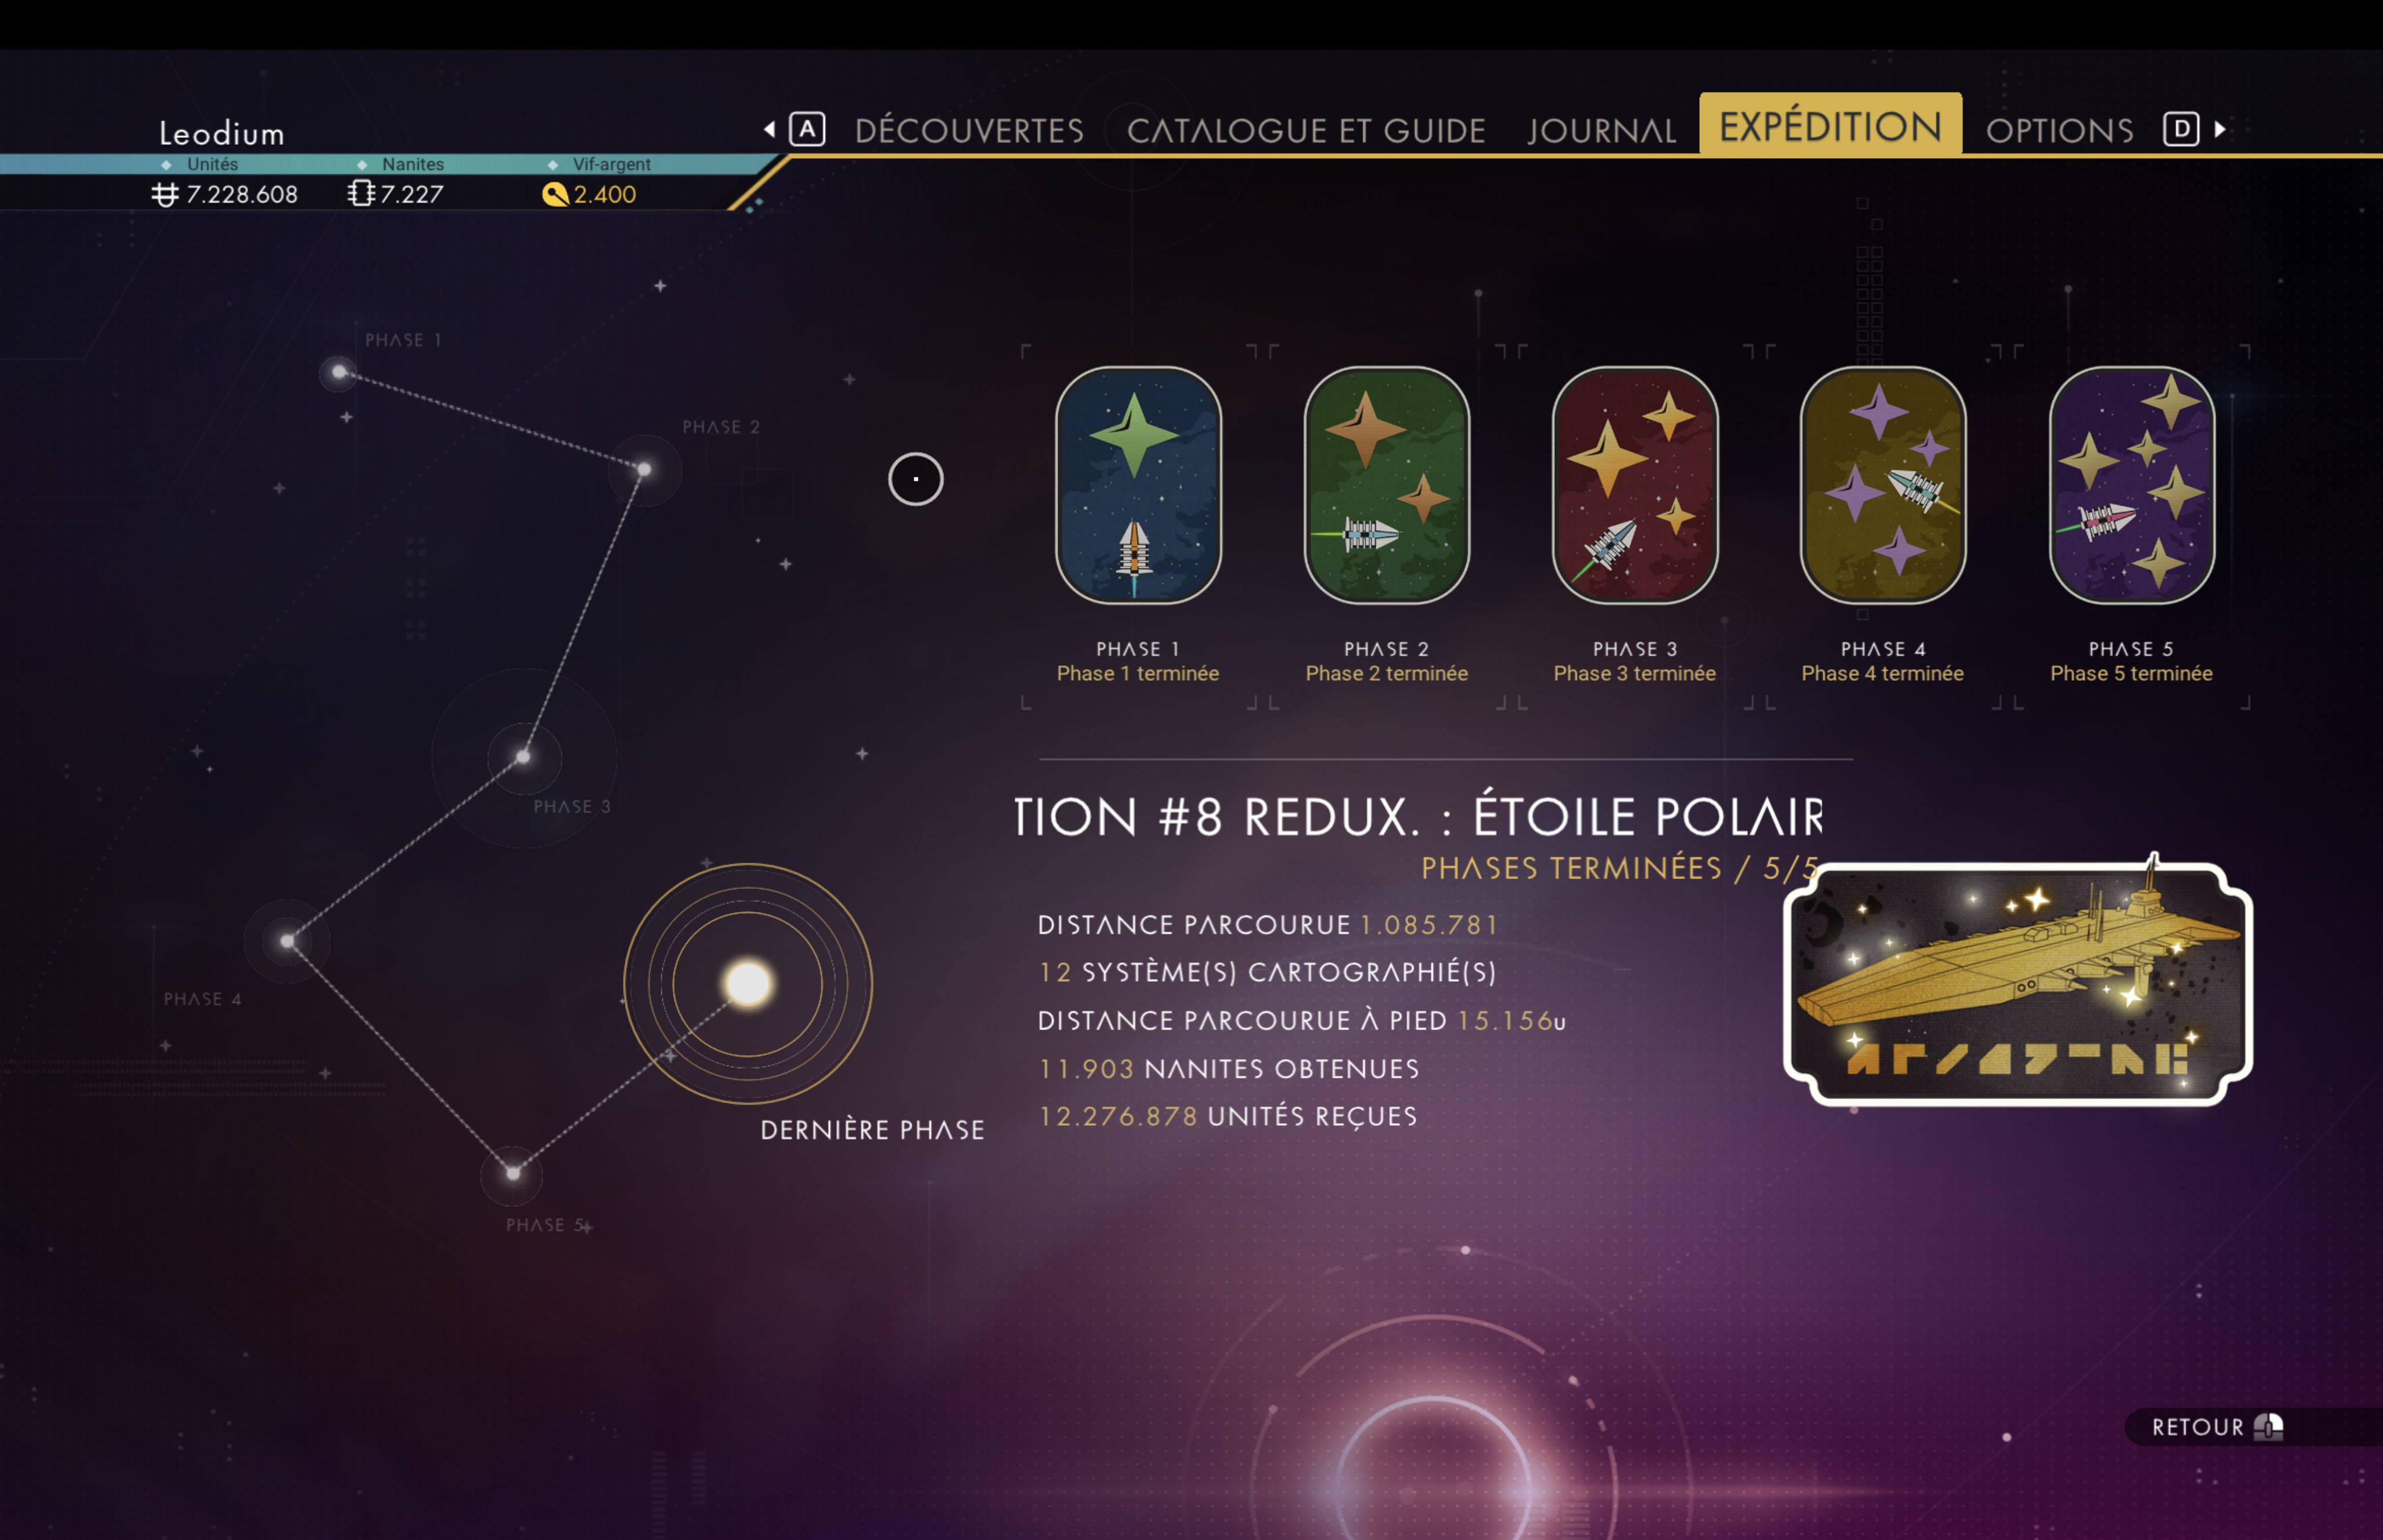 Leodium
A DÉCOUVERTES CATALOGUE ET GUIDE JOURNAL EXPÉDITION OPTIONS D
Unités Nanites Vif-argent
7.228.608 7.227 2.400
PHASE 1
PHASE 2
PHASE 3
PHASE 4
PHASE 5
DERNIÈRE PHASE
PHASE 1 PHASE 2 PHASE 3 PHASE 4 PHASE 5
Phase 1 terminée Phase 2 terminée Phase 3 terminée Phase 4 terminée Phase 5 terminée
TION #8 REDUX. : ÉTOILE POLAIR
PHASES TERMINÉES / 5/5
DISTANCE PARCOURUE 1.085.781
12 SYSTÈME(S) CARTOGRAPHIÉ(S)
DISTANCE PARCOURUE À PIED 15.156u
11.903 NANITES OBTENUES
12.276.878 UNITÉS REÇUES
RETOUR